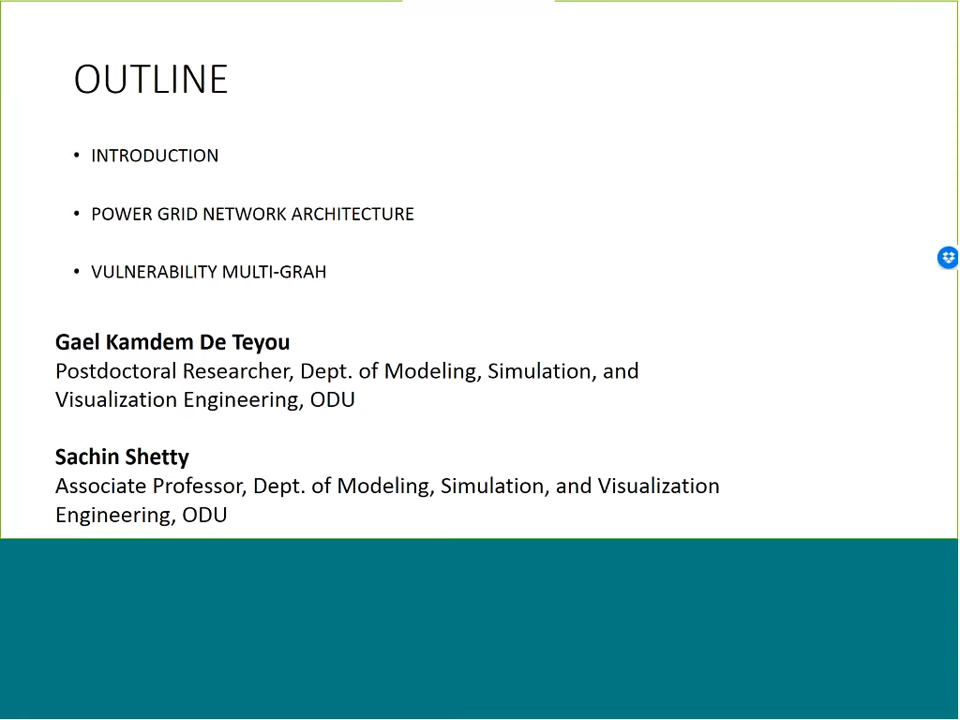 OUTLINE
• INTRODUCTION
• POWER GRID NETWORK ARCHITECTURE
• VULNERABILITY MULTI-GRAH
Gael Kamdem De Teyou
Postdoctoral Researcher, Dept. of Modeling, Simulation, and
Visualization Engineering, ODU
Sachin Shetty
Associate Professor, Dept. of Modeling, Simulation, and Visualization
Engineering, ODU